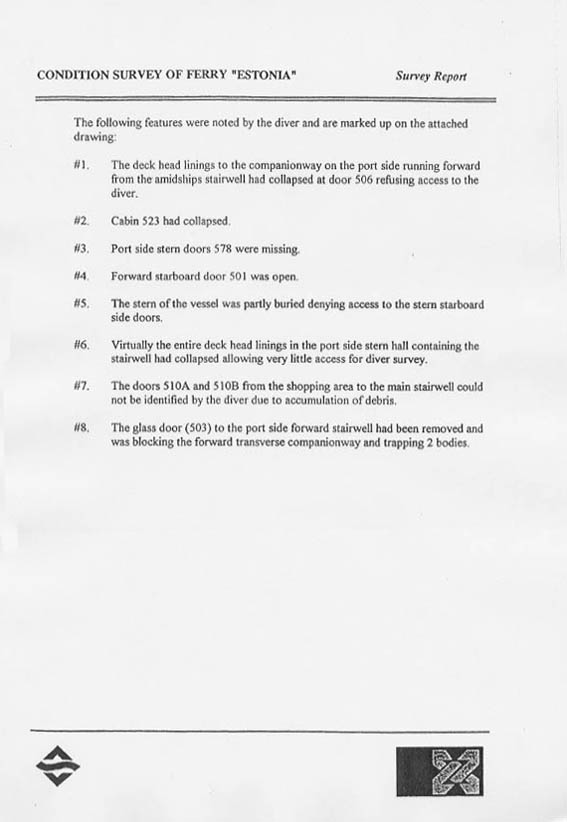 CONDITION SURVEY OF FERRY "ESTONIA" Survey Report
The following features were noted by the diver and are marked up on the attached
drawing:
#1. The deck head linings to the companionway on the port side running forward
from the amidships stairwell had collapsed at door 506 refusing access to the
diver.
#2. Cabin 523 had collapsed.
#3. Port side stern doors 578 were missing.
#4. Forward starboard door 501 was open.
#5. The stern of the vessel was partly buried denying access to the stern starboard
side doors.
#6. Virtually the entire deck head linings in the port side stern hall containing the
stairwell had collapsed allowing very little access for diver survey.
#7. The doors 510A and 510B from the shopping area to the main stairwell could
not be identified by the diver due to accumulation of debris.
#8. The glass door (503) to the port side forward stairwell had been removed and
was blocking the forward transverse companionway and trapping 2 bodies.